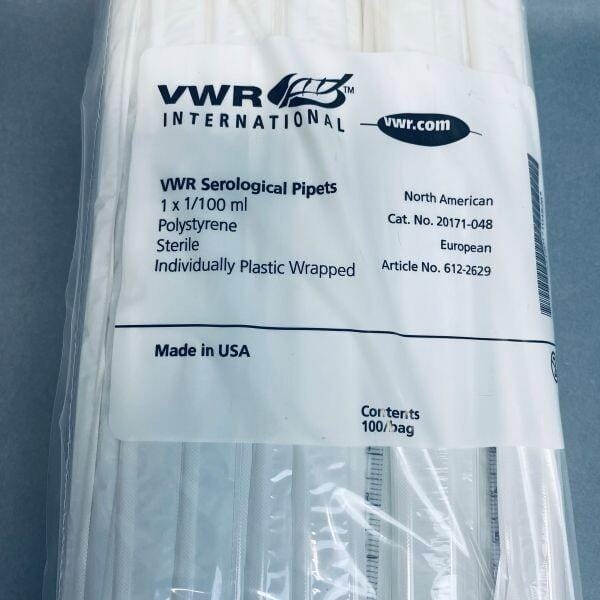 VWR TM
INTERNATIONAL
vwr.com
VWR Serological Pipets
1 x 1/100 ml
Polystyrene
Sterile
Individually Plastic Wrapped
North American
Cat. No. 20171-048
European
Article No. 612-2629
Made in USA
Contents
100/bag